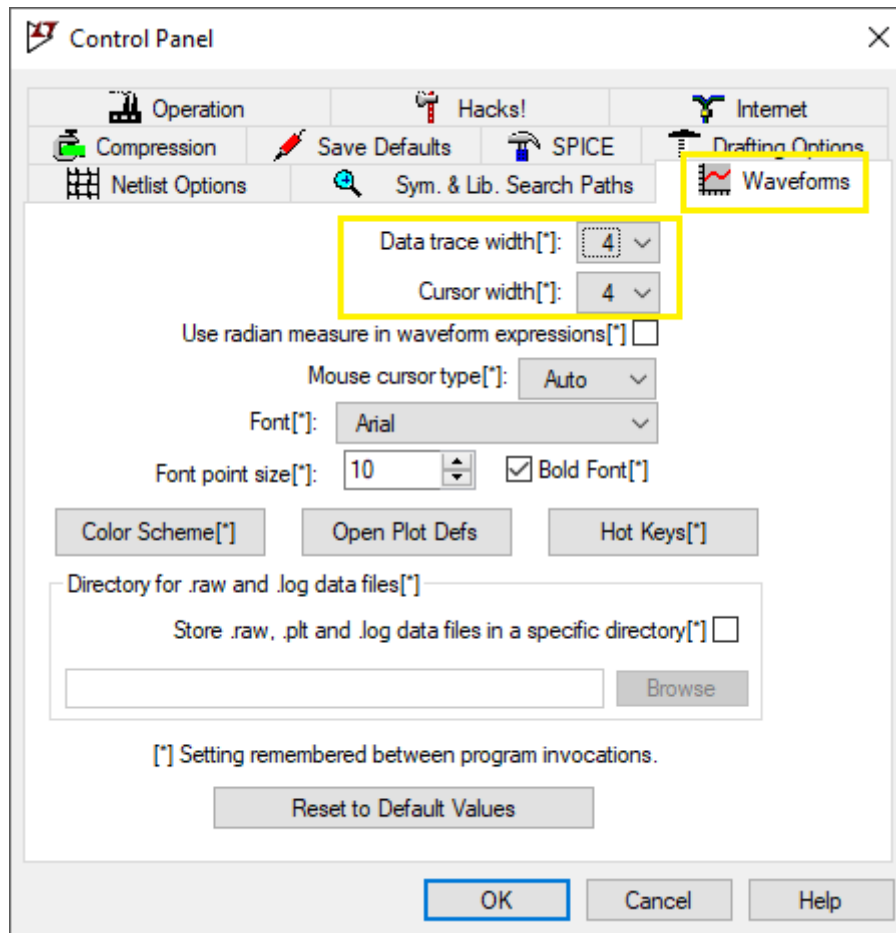 Control Panel
Operation Hacks! Internet
Compression Save Defaults SPICE Drafting Options
Netlist Options Sym. & Lib. Search Paths Waveforms
Data trace width[*]: 4
Cursor width[*]: 4
Use radian measure in waveform expressions[*]
Mouse cursor type[*]: Auto
Font[*]: Arial
Font point size[*]: 10 Bold Font[*]
Color Scheme[*] Open Plot Defs Hot Keys[*]
Directory for .raw and .log data files[*]
Store .raw, .plt and .log data files in a specific directory[*]
Browse
[*] Setting remembered between program invocations.
Reset to Default Values
OK Cancel Help